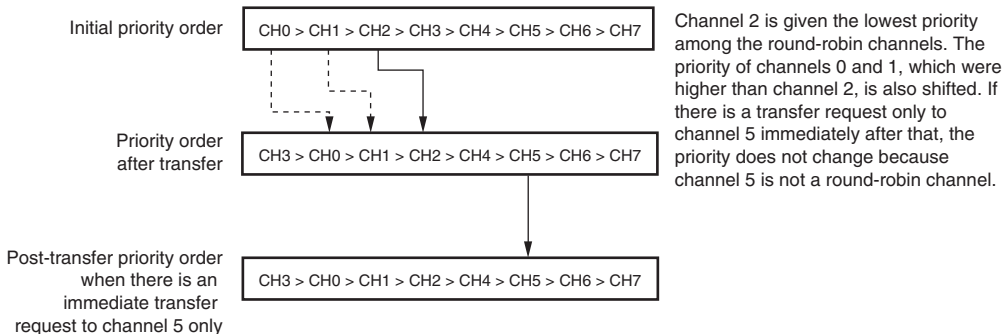 Initial priority order
CH0 > CH1 > CH2 > CH3 > CH4 > CH5 > CH6 > CH7
Channel 2 is given the lowest priority
among the round-robin channels. The
priority of channels 0 and 1, which were
higher than channel 2, is also shifted. If
there is a transfer request only to
channel 5 immediately after that, the
priority does not change because
channel 5 is not a round-robin channel.
Priority order
after transfer
CH3 > CH0 > CH1 > CH2 > CH4 > CH5 > CH6 > CH7
Post-transfer priority order
when there is an
immediate transfer
request to channel 5 only
CH3 > CH0 > CH1 > CH2 > CH4 > CH5 > CH6 > CH7